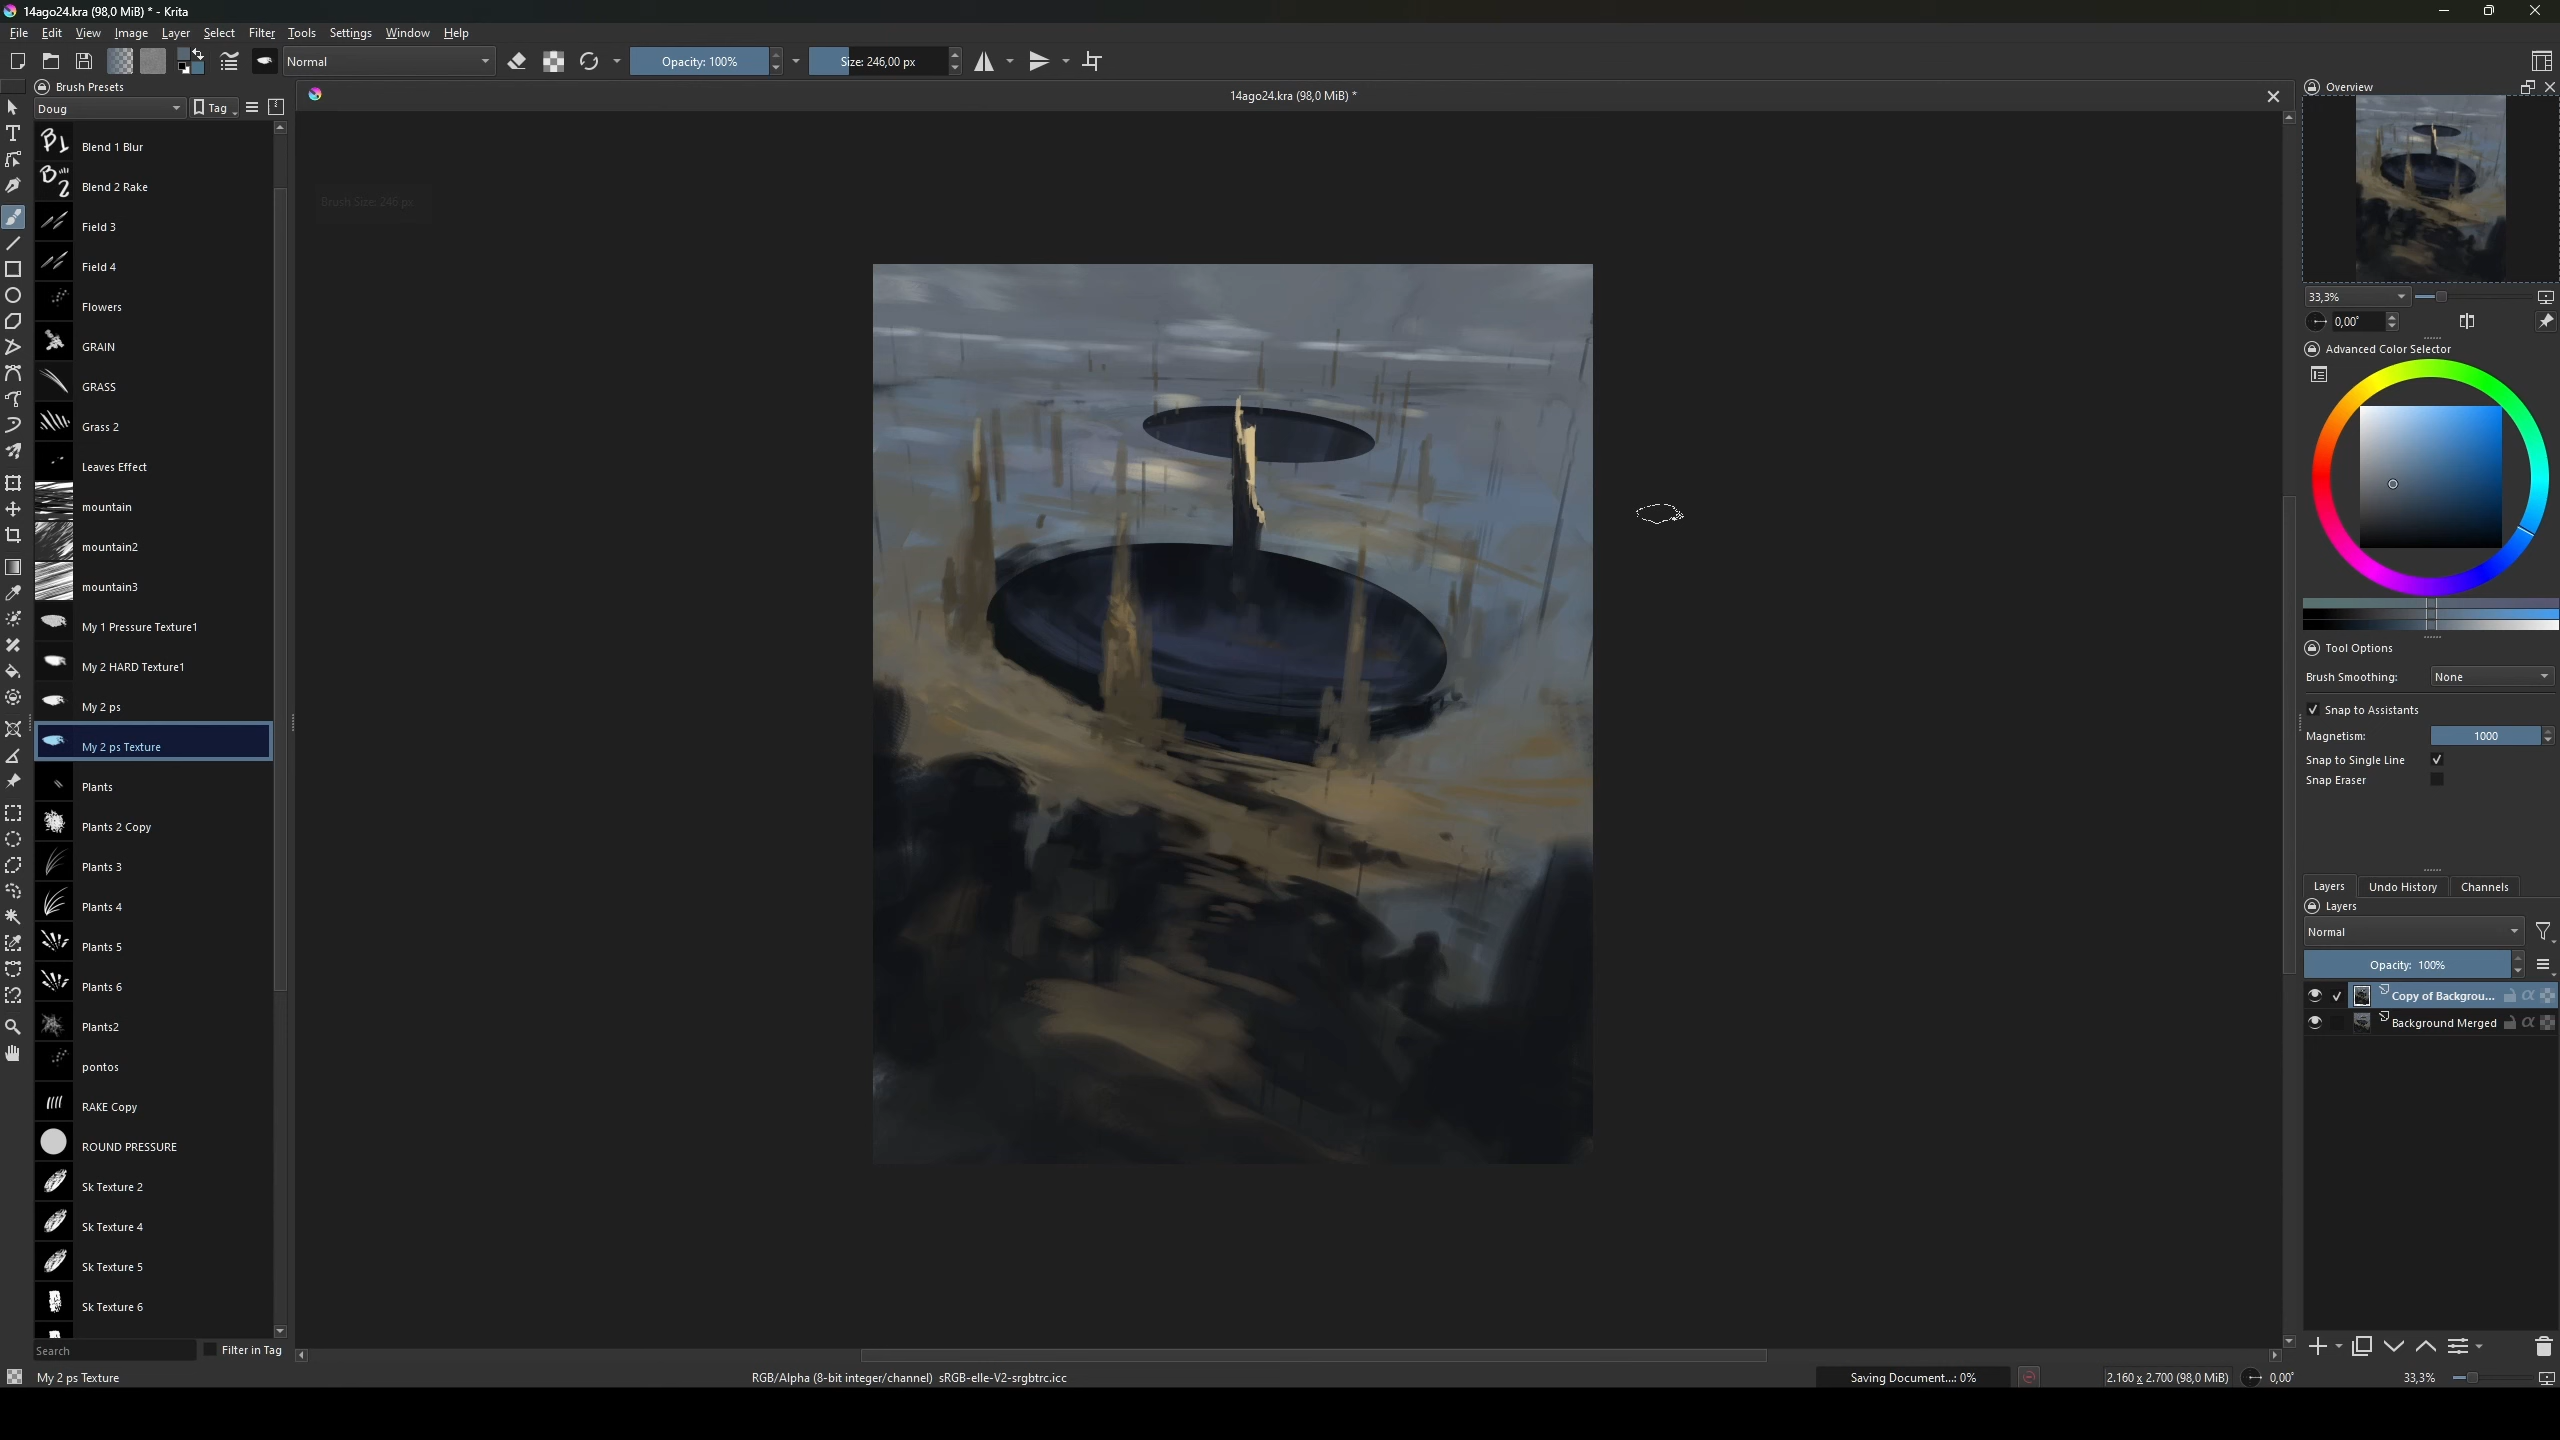 14ago24.kra (98,0 MiB) * - Krita
File Edit View Image Layer Select Filter Tools Settings Window Help
Normal
Opacity: 100%
Size: 246,00 px
Brush Presets
Doug
Tag
Blend 1 Blur
Blend 2 Rake
Field 3
Field 4
Flowers
GRAIN
GRASS
Grass 2
Leaves Effect
mountain
mountain2
mountain3
My 1 Pressure Texture1
My 2 HARD Texture1
My 2 ps
My 2 ps Texture
Plants
Plants 2 Copy
Plants 3
Plants 4
Plants 5
Plants 6
Plants2
pontos
RAKE Copy
ROUND PRESSURE
Sk Texture 2
Sk Texture 4
Sk Texture 5
Sk Texture 6
Search
Filter in Tag
14ago24.kra (98,0 MiB) *
Brush Size: 246 px
Overview
33,3%
0,00°
Advanced Color Selector
Tool Options
Brush Smoothing: None
Snap to Assistants
Magnetism: 1000
Snap to Single Line
Snap Eraser
Layers Undo History Channels
Layers
Normal
Opacity: 100%
Copy of Backgrou...
Background Merged
My 2 ps Texture
RGB/Alpha (8-bit integer/channel) sRGB-elle-V2-srgbtrc.icc
Saving Document...: 0%
2.160 x 2.700 (98,0 MiB)
0,00°
33,3%